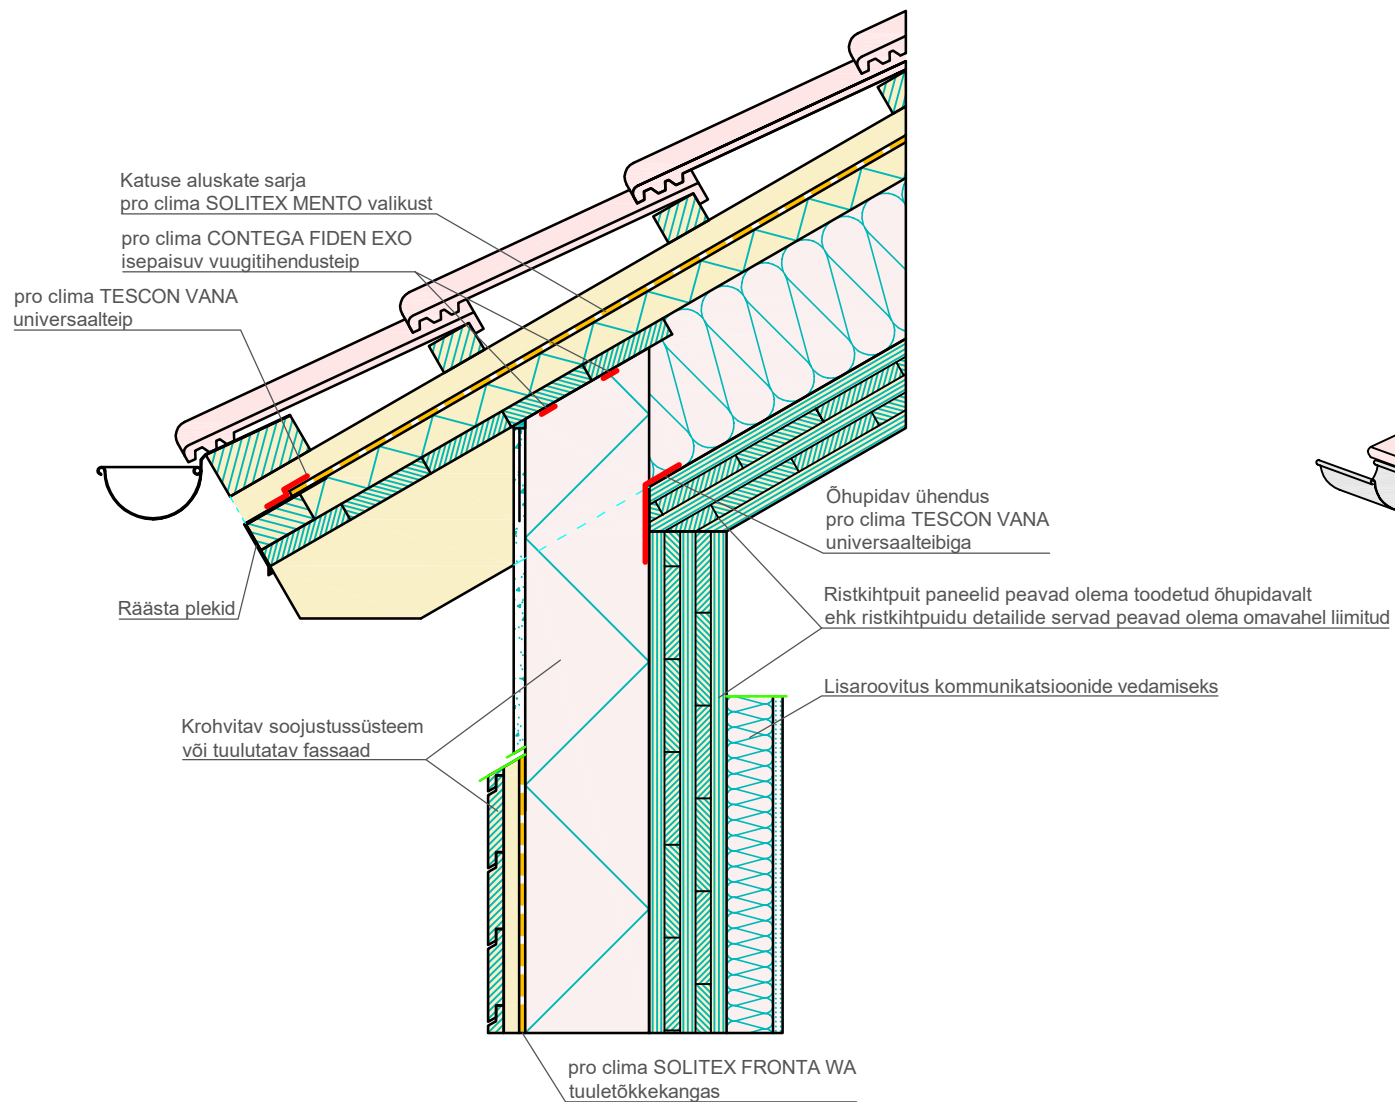 Katuse aluskate sarja
pro clima SOLITEX MENTO valikust
pro clima CONTEGA FIDEN EXO
isepaisuv vuugitihendusteip
pro clima TESCON VANA
universaalteip
Räästa plekid
Õhupidav ühendus
pro clima TESCON VANA
universaalteibiga
Ristkihtpuit paneelid peavad olema toodetud õhupidavalt
ehk ristkihtpuidu detailide servad peavad olema omavahel liimitud
Lisaroovitus kommunikatsioonide vedamiseks
Krohvitav soojustussüsteem
või tuulutatav fassaad
pro clima SOLITEX FRONTA WA
tuuletõkkekangas